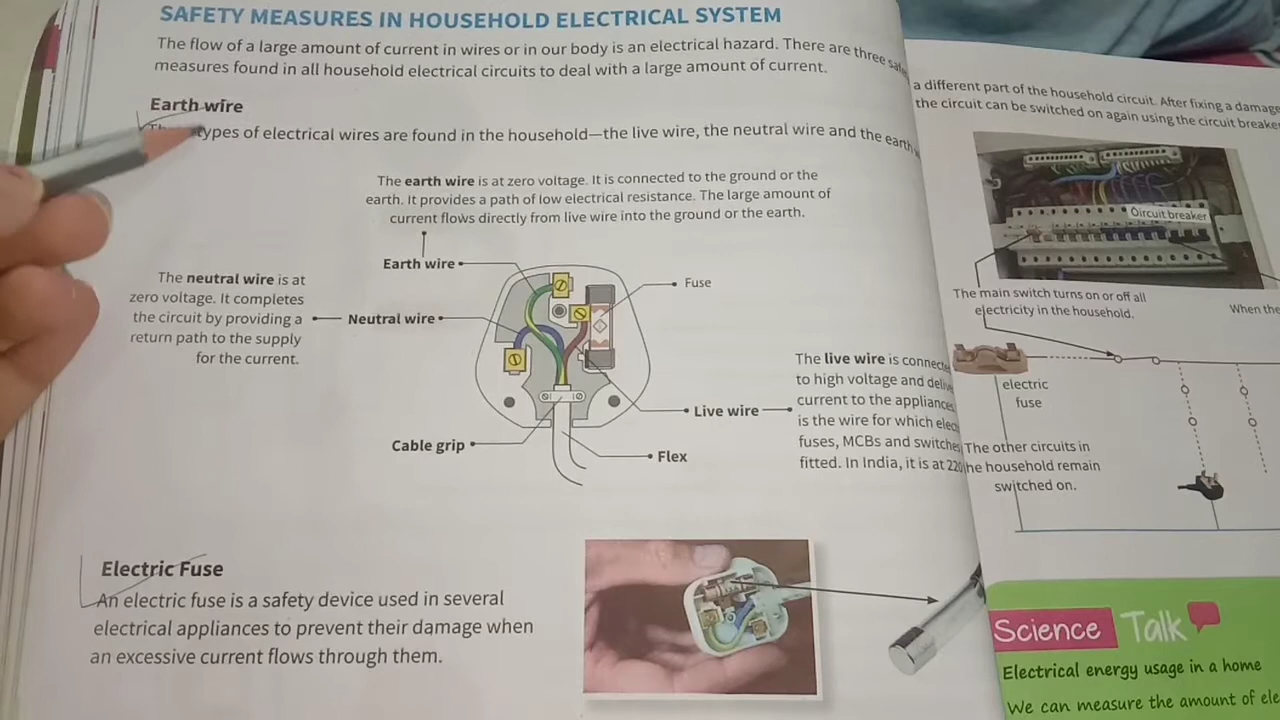 SAFETY MEASURES IN HOUSEHOLD ELECTRICAL SYSTEM
The flow of a large amount of current in wires or in our body is an electrical hazard. There are three
measures found in all household electrical circuits to deal with a large amount of current.
Earth wire
types of electrical wires are found in the household—the live wire, the neutral wire and the earth
The earth wire is at zero voltage. It is connected to the ground or the
earth. It provides a path of low electrical resistance. The large amount of
current flows directly from live wire into the ground or the earth.
Earth wire
Fuse
The neutral wire is at
zero voltage. It completes
the circuit by providing a
return path to the supply
for the current.
Neutral wire
The live wire is
to high voltage and
current to the appliances
is the wire for which
fuses, MCBs and switches
fitted. In India, it is at
Live wire
Cable grip
Flex
Electric Fuse
An electric fuse is a safety device used in several
electrical appliances to prevent their damage when
an excessive current flows through them.
a different part of the household circuit. After fixing a damage
the circuit can be switched on again using the circuit breaker
Circuit breaker
The main switch turns on or off all
electricity in the household.
When the
electric
fuse
The other circuits in
he household remain
switched on.
Science Talk
Electrical energy usage in a home
We can measure the amount of